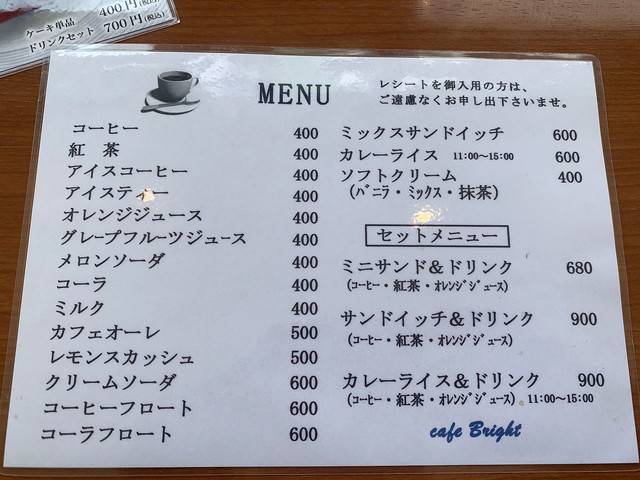 ケーキ単品 400円(税込)
ドリンクセット 700円(税込)
MENU
レシートを御入用の方は、
ご遠慮なくお申し出下さいませ。
コーヒー 400
紅 茶 400
アイスコーヒー 400
アイスティー 400
オレンジジュース 400
グレープフルーツジュース 400
メロンソーダ 400
コーラ 400
ミルク 400
カフェオーレ 500
レモンスカッシュ 500
クリームソーダ 600
コーヒーフロート 600
コーラフロート 600
ミックスサンドイッチ 600
カレーライス 11:00～15:00 600
ソフトクリーム 400
(バニラ・ミックス・抹茶)
セットメニュー
ミニサンド＆ドリンク 680
(コーヒー・紅茶・オレンジジュース)
サンドイッチ＆ドリンク 900
(コーヒー・紅茶・オレンジジュース)
カレーライス＆ドリンク 900
(コーヒー・紅茶・オレンジジュース) 11:00～15:00
cafe Bright